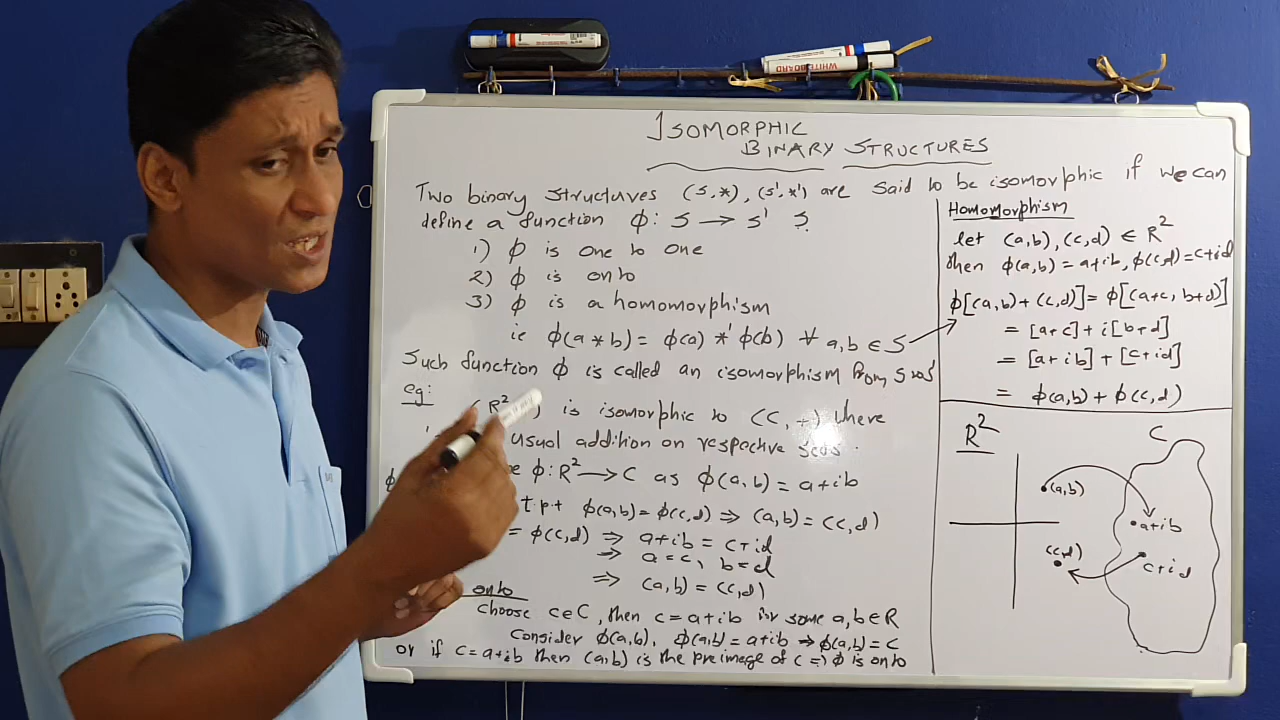 ISOMORPHIC
BINARY STRUCTURES
Two binary structures (S,*), (S',*') are said to be isomorphic if we can
define a function ϕ: S → S' ∋
1) ϕ is one to one
2) ϕ is onto
3) ϕ is a homomorphism
ie ϕ(a*b) = ϕ(a) *' ϕ(b) ∀ a,b ∈ S
Such function ϕ is called an isomorphism from S to S'
eg:
(R² ) is isomorphic to (C, +) where
usual addition on respective sets.
ϕ: R² → C as ϕ(a,b) = a+ib
t.p.t ϕ(a,b) = ϕ(c,d) ⇒ (a,b) = (c,d)
= ϕ(c,d) ⇒ a+ib = c+id
⇒ a=c, b=d
⇒ (a,b) = (c,d)
onto
choose c∈C, then c = a+ib for some a,b∈R
Consider ϕ(a,b), ϕ(a,b) = a+ib ⇒ ϕ(a,b) = c
or if c = a+ib then (a,b) is the preimage of c ⇒ ϕ is onto
Homomorphism
let (a,b), (c,d) ∈ R²
then ϕ(a,b) = a+ib, ϕ(c,d) = c+id
ϕ[(a,b)+(c,d)] = ϕ[(a+c, b+d)]
= [a+c] + i[b+d]
= [a+ib] + [c+id]
= ϕ(a,b) + ϕ(c,d)
R²
C
(a,b)
a+ib
(c,d)
c+id
WHITEBOARD